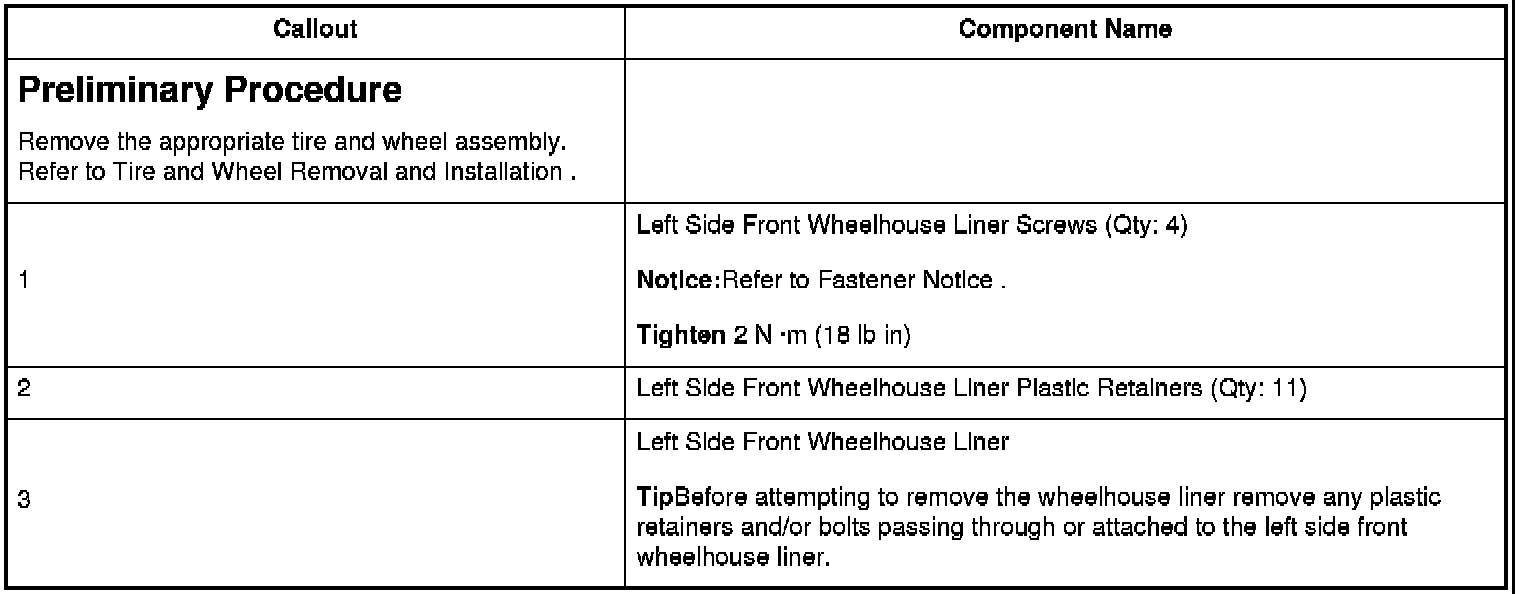 Callout
Component Name
Preliminary Procedure
Remove the appropriate tire and wheel assembly.
Refer to Tire and Wheel Removal and Installation .
1
Left Side Front Wheelhouse Liner Screws (Qty: 4)
Notice:Refer to Fastener Notice .
Tighten 2 N ·m (18 lb in)
2
Left Side Front Wheelhouse Liner Plastic Retainers (Qty: 11)
3
Left Side Front Wheelhouse Liner
TipBefore attempting to remove the wheelhouse liner remove any plastic
retainers and/or bolts passing through or attached to the left side front
wheelhouse liner.